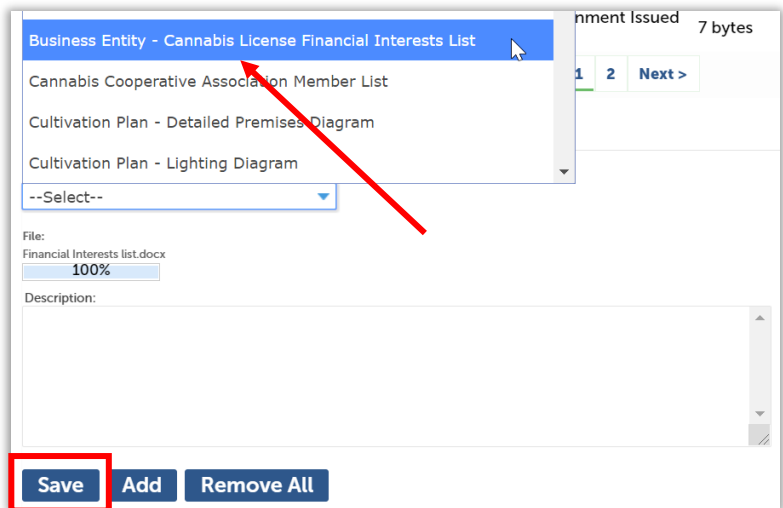 nment Issued
7 bytes
Business Entity - Cannabis License Financial Interests List
1 2 Next >
Cannabis Cooperative Association Member List
Cultivation Plan - Detailed Premises Diagram
Cultivation Plan - Lighting Diagram
--Select--
File:
Financial Interests list.docx
100%
Description:
Save Add Remove All